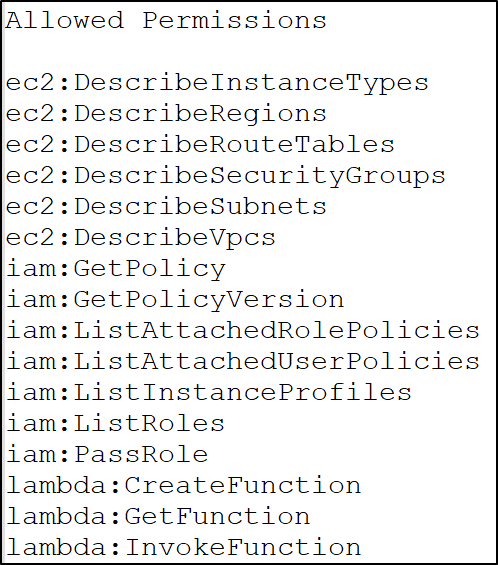 Allowed Permissions
ec2:DescribeInstanceTypes
ec2:DescribeRegions
ec2:DescribeRouteTables
ec2:DescribeSecurityGroups
ec2:DescribeSubnets
ec2:DescribeVpcs
iam:GetPolicy
iam:GetPolicyVersion
iam:ListAttachedRolePolicies
iam:ListAttachedUserPolicies
iam:ListInstanceProfiles
iam:ListRoles
iam:PassRole
lambda:CreateFunction
lambda:GetFunction
lambda:InvokeFunction